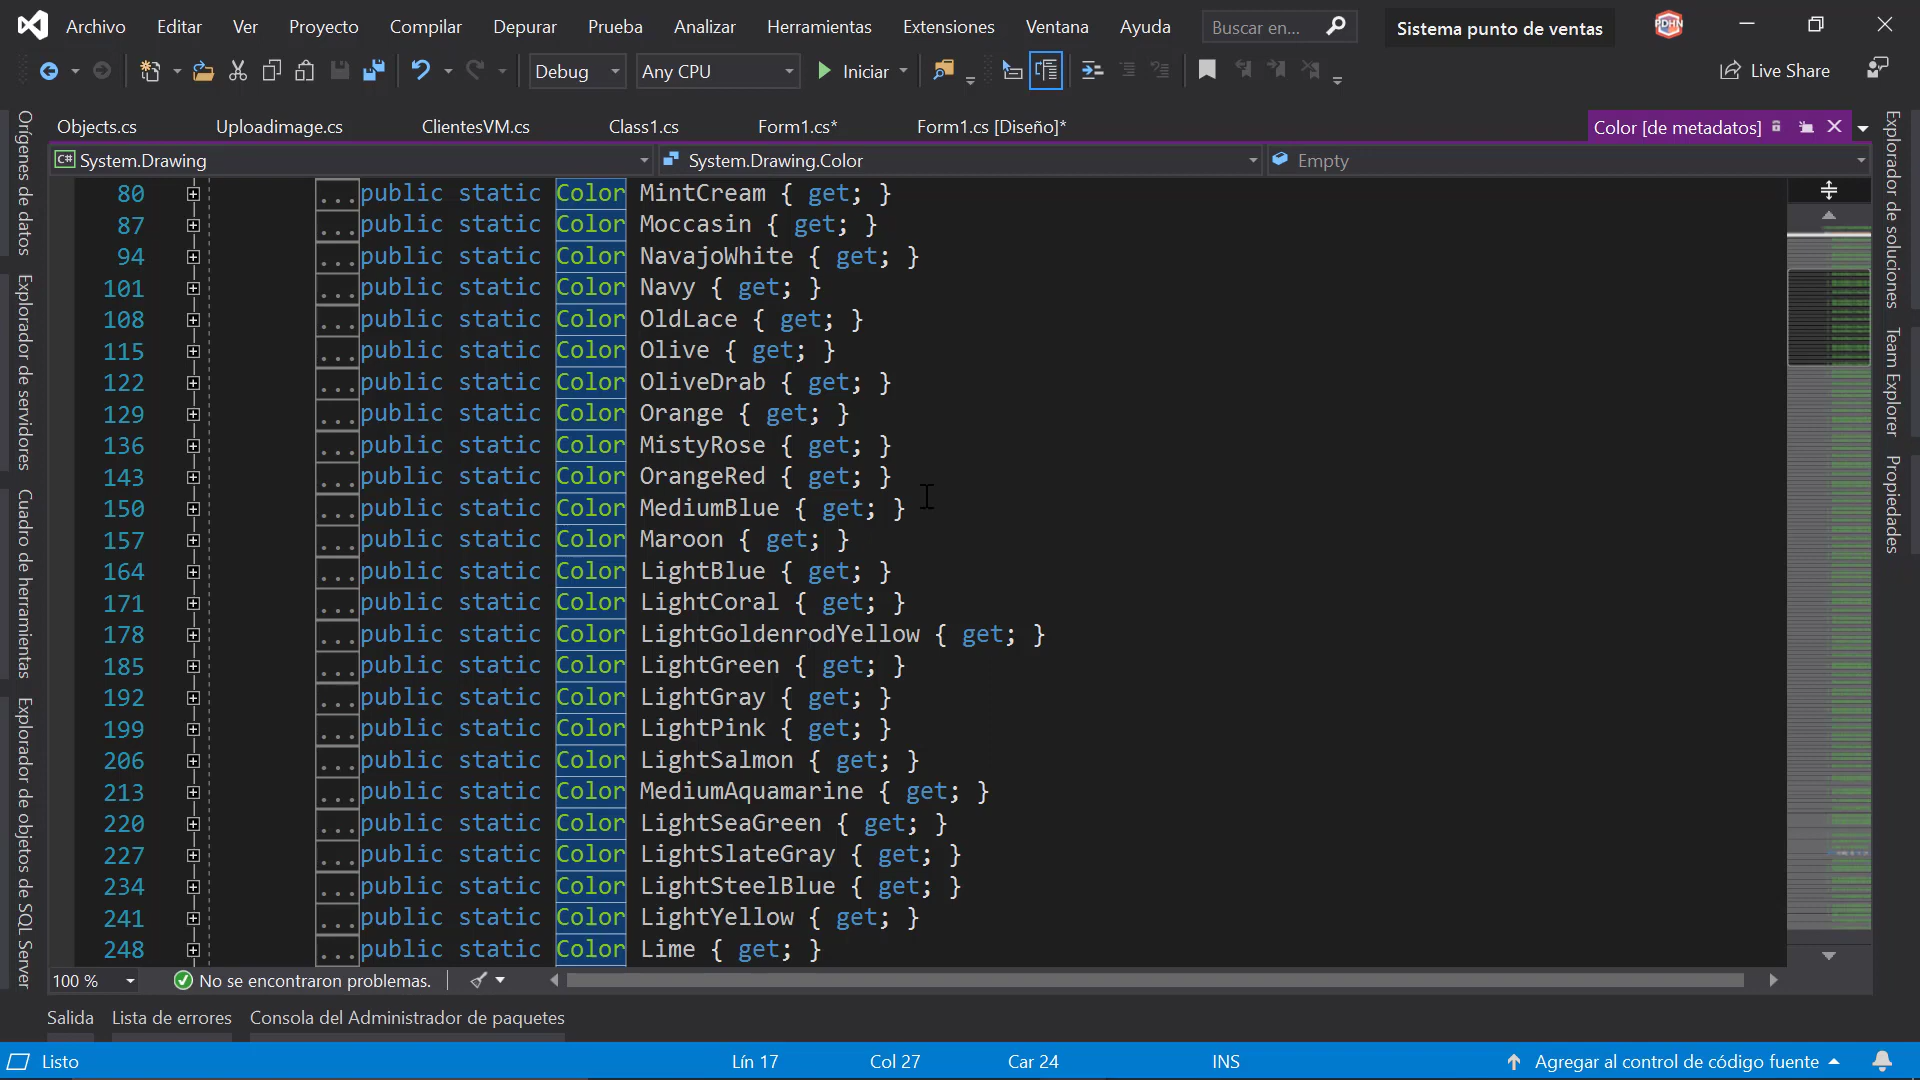 Archivo Editar Ver Proyecto Compilar Depurar Prueba Analizar Herramientas Extensiones Ventana Ayuda Buscar en... Sistema punto de ventas PDHN
Debug Any CPU Iniciar Live Share
Objects.cs Uploadimage.cs ClientesVM.cs Class1.cs Form1.cs* Form1.cs [Diseño]* Color [de metadatos]
C# System.Drawing System.Drawing.Color Empty
80 ...public static Color MintCream { get; }
87 ...public static Color Moccasin { get; }
94 ...public static Color NavajoWhite { get; }
101 ...public static Color Navy { get; }
108 ...public static Color OldLace { get; }
115 ...public static Color Olive { get; }
122 ...public static Color OliveDrab { get; }
129 ...public static Color Orange { get; }
136 ...public static Color MistyRose { get; }
143 ...public static Color OrangeRed { get; }
150 ...public static Color MediumBlue { get; }
157 ...public static Color Maroon { get; }
164 ...public static Color LightBlue { get; }
171 ...public static Color LightCoral { get; }
178 ...public static Color LightGoldenrodYellow { get; }
185 ...public static Color LightGreen { get; }
192 ...public static Color LightGray { get; }
199 ...public static Color LightPink { get; }
206 ...public static Color LightSalmon { get; }
213 ...public static Color MediumAquamarine { get; }
220 ...public static Color LightSeaGreen { get; }
227 ...public static Color LightSlateGray { get; }
234 ...public static Color LightSteelBlue { get; }
241 ...public static Color LightYellow { get; }
248 ...public static Color Lime { get; }
100 % No se encontraron problemas.
Salida Lista de errores Consola del Administrador de paquetes
Listo Lín 17 Col 27 Car 24 INS Agregar al control de código fuente
Orígenes de datos
Explorador de servidores
Cuadro de herramientas
Explorador de objetos de SQL Server
Explorador de soluciones
Team Explorer
Propiedades